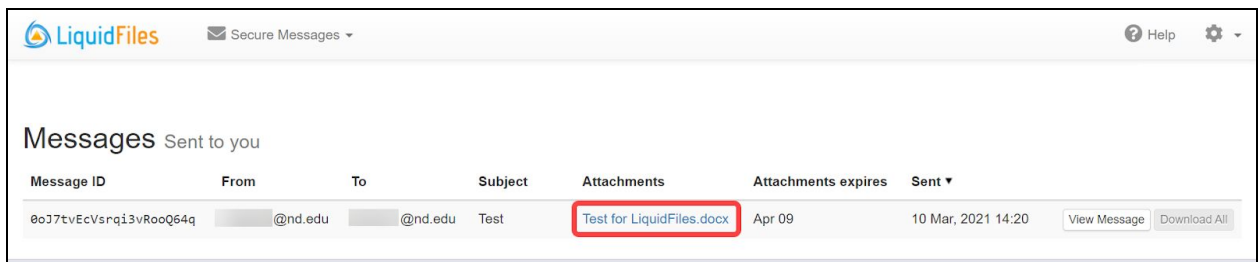 LiquidFiles Secure Messages Help
Messages Sent to you
Message ID From To Subject Attachments Attachments expires Sent ▼
0oJ7tvEcVsrqi3vRooQ64q @nd.edu @nd.edu Test Test for LiquidFiles.docx Apr 09 10 Mar, 2021 14:20 View Message Download All